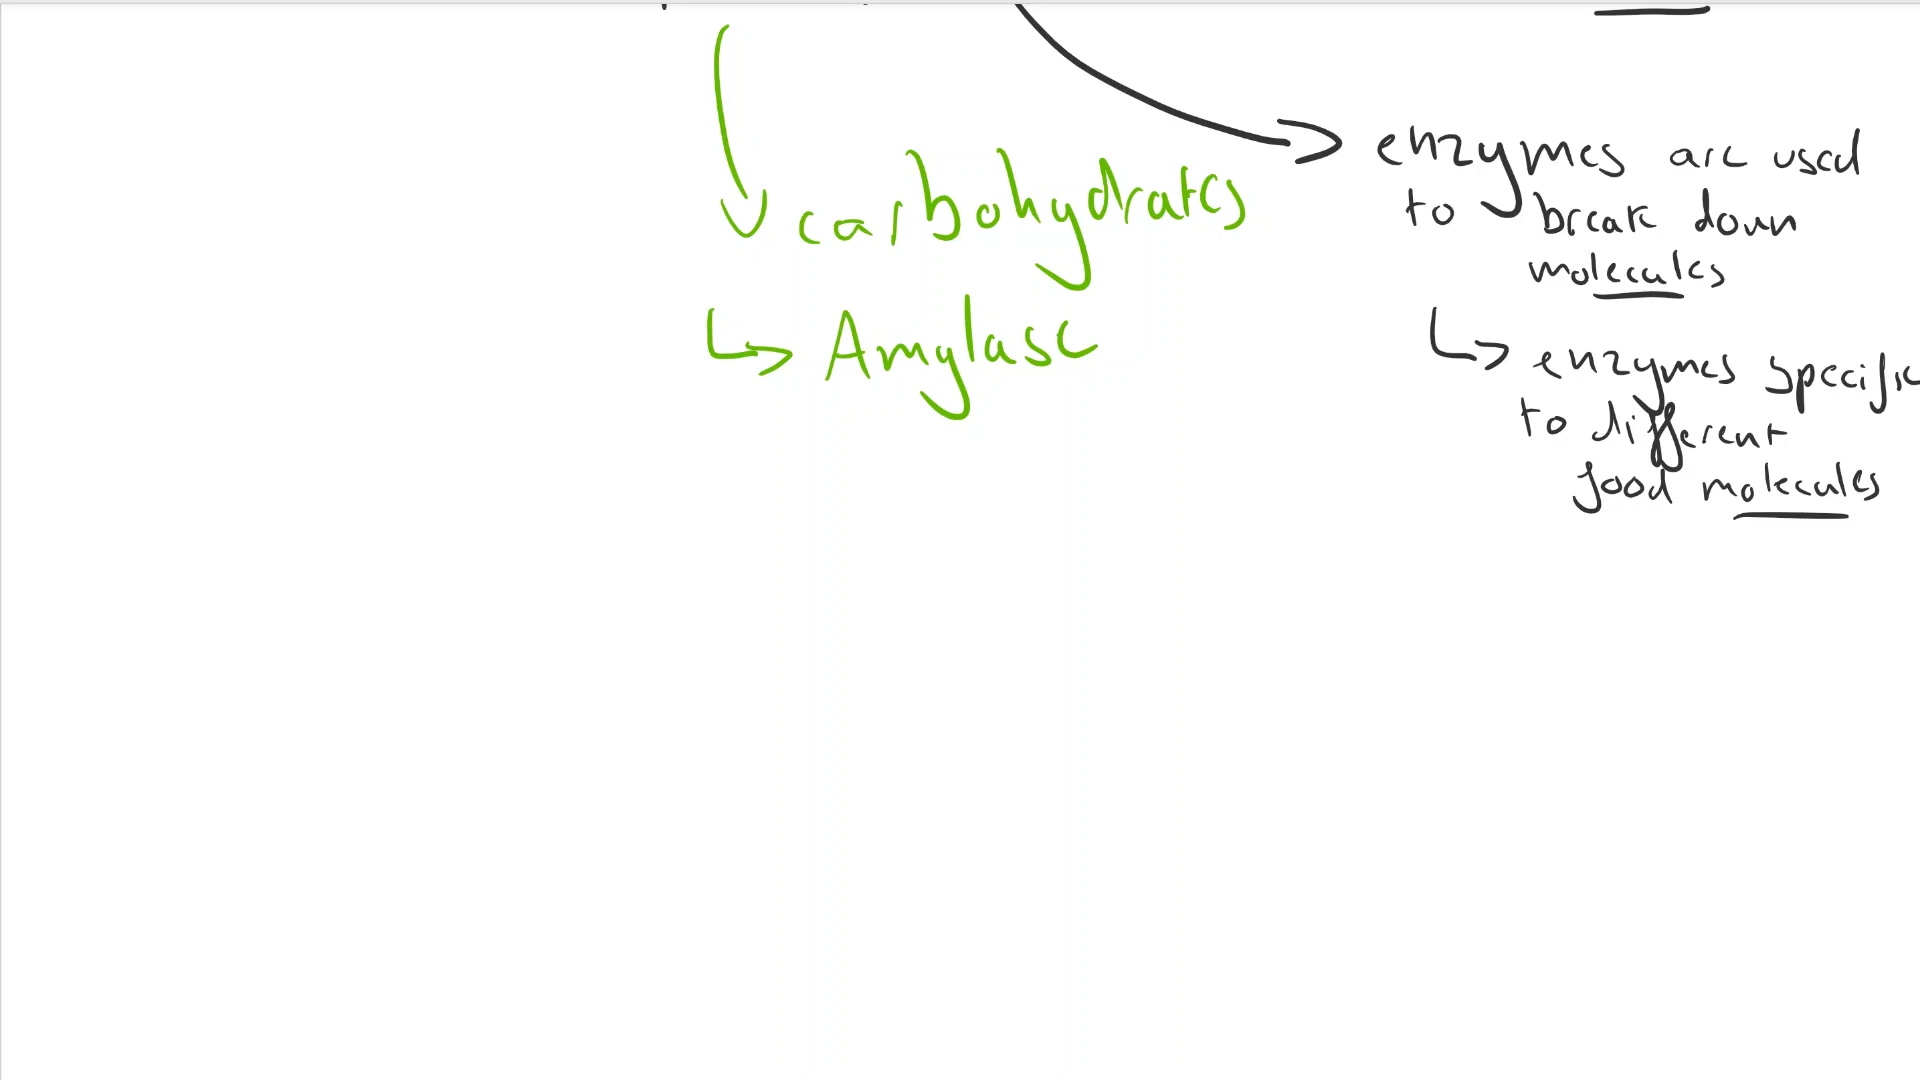 carbohydrates
↳ Amylase
enzymes are used
to break down
molecules
↳ enzymes specific
to different
food molecules